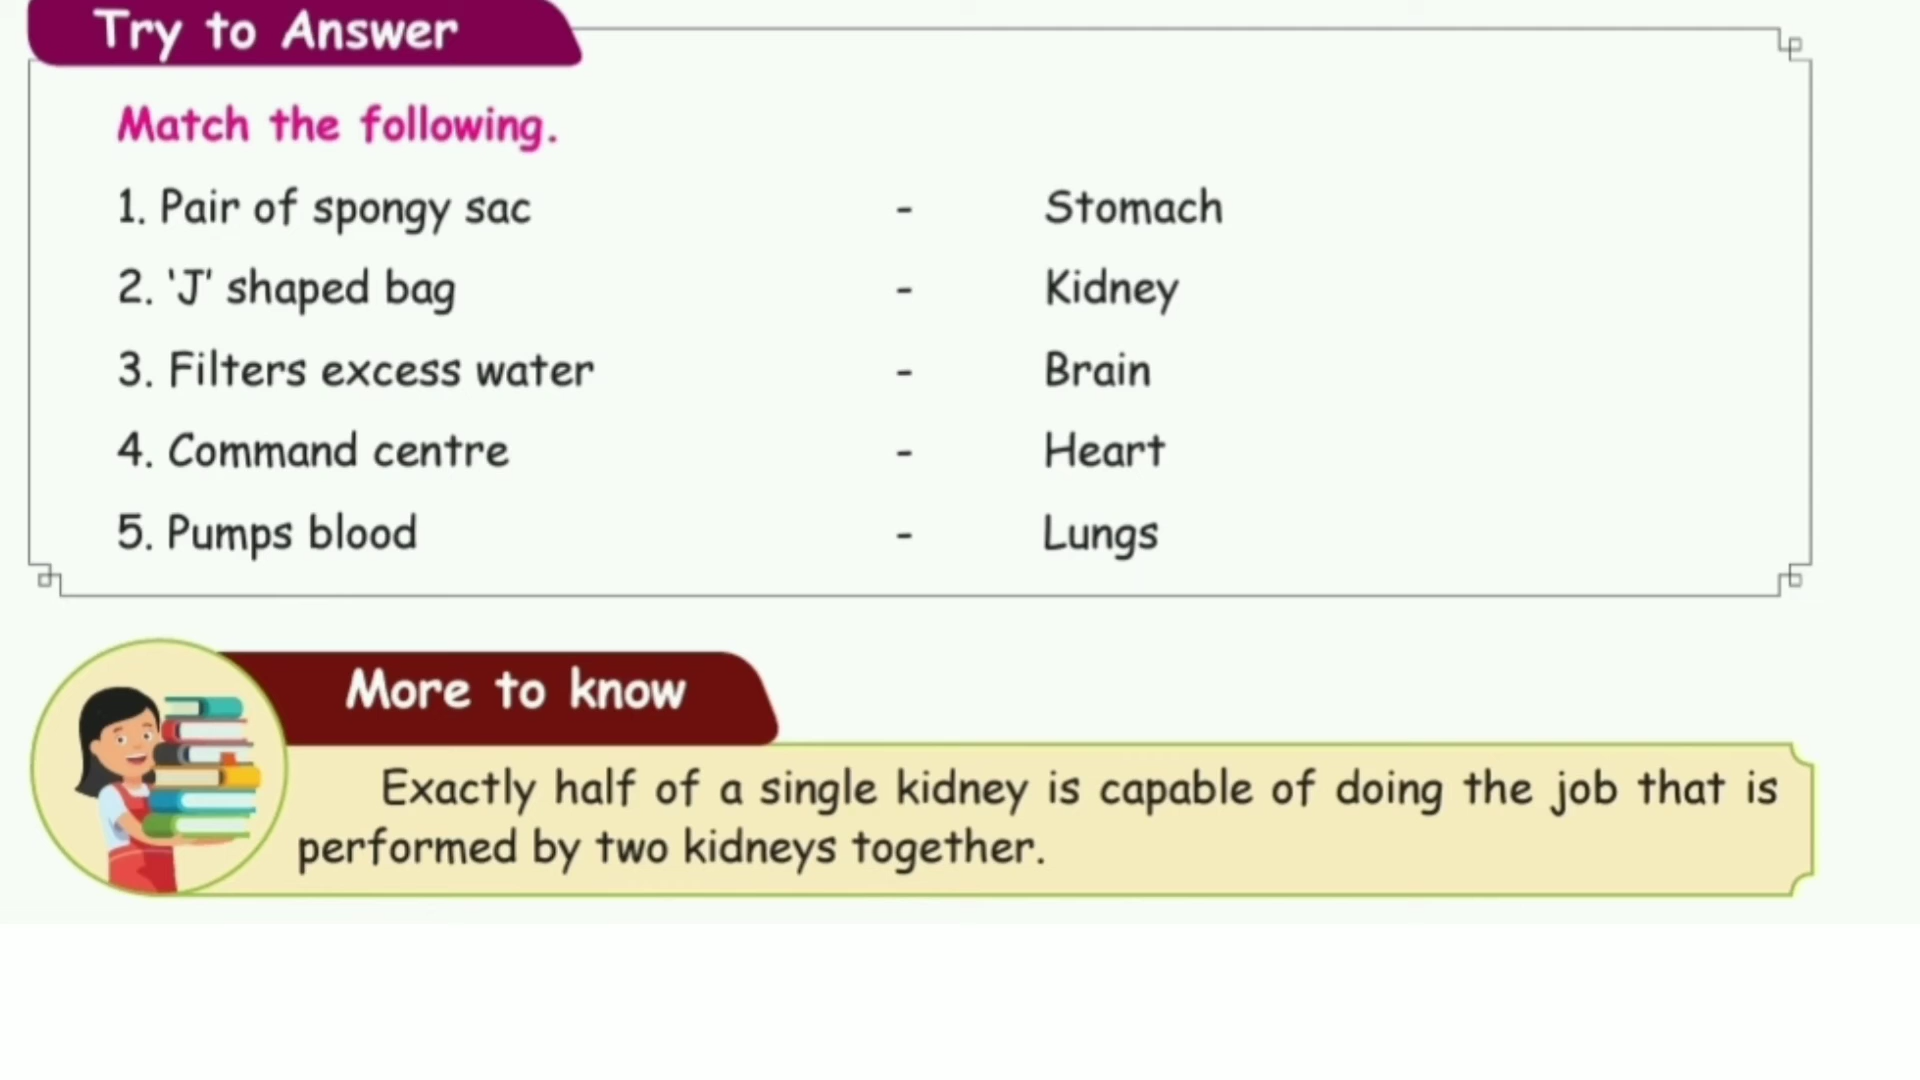 Try to Answer
Match the following.
1. Pair of spongy sac - Stomach
2. 'J' shaped bag - Kidney
3. Filters excess water - Brain
4. Command centre - Heart
5. Pumps blood - Lungs
More to know
Exactly half of a single kidney is capable of doing the job that is
performed by two kidneys together.